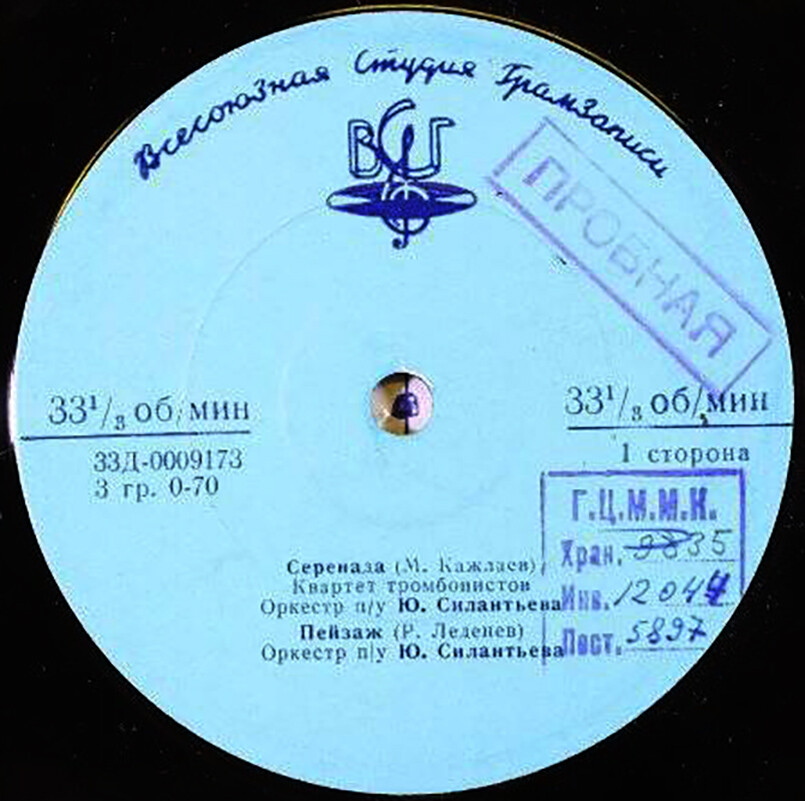 Всесоюзная Студия Грамзаписи
ВСГ
ПРОБНАЯ
33¹/₃ об/мин
33¹/₃ об/мин
33Д-0009173
1 сторона
3 гр. 0-70
Г.Ц.М.М.К.
Хран. 9835
Инв. 12044
Пост. 5897
Серенада (М. Кажлаев)
Квартет тромбонистов
Оркестр п/у Ю. Силантьева
Пейзаж (Р. Леденев)
Оркестр п/у Ю. Силантьева